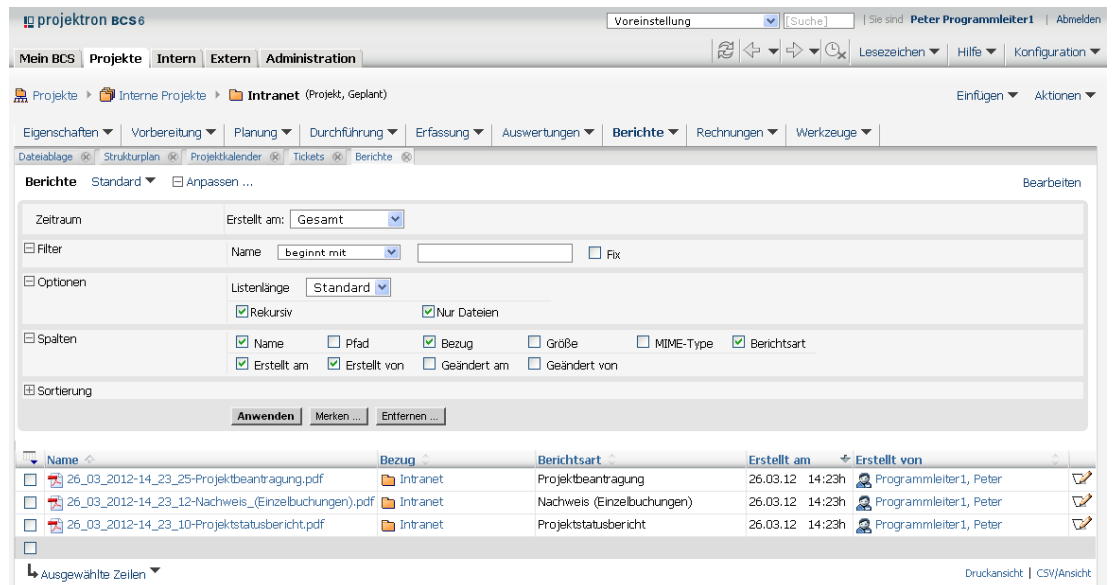 projektron BCS6 Voreinstellung [Suche] | Sie sind Peter Programmleiter1 | Abmelden
Mein BCS Projekte Intern Extern Administration Lesezeichen | Hilfe | Konfiguration
Projekte Interne Projekte Intranet (Projekt, Geplant) Einfügen Aktionen
Eigenschaften | Vorbereitung | Planung | Durchführung | Erfassung | Auswertungen | Berichte | Rechnungen | Werkzeuge
Dateiablage Strukturplan Projektkalender Tickets Berichte
Berichte Standard Anpassen ... Bearbeiten
Zeitraum Erstellt am: Gesamt
Filter Name beginnt mit Fix
Optionen Listenlänge Standard
Rekursiv Nur Dateien
Spalten Name Pfad Bezug Größe MIME-Type Berichtsart
Erstellt am Erstellt von Geändert am Geändert von
Sortierung
Anwenden Merken ... Entfernen ...
Name Bezug Berichtsart Erstellt am Erstellt von
26_03_2012-14_23_25-Projektbeantragung.pdf Intranet Projektbeantragung 26.03.12 14:23h Programmleiter1, Peter
26_03_2012-14_23_12-Nachweis_(Einzelbuchungen).pdf Intranet Nachweis (Einzelbuchungen) 26.03.12 14:23h Programmleiter1, Peter
26_03_2012-14_23_10-Projektstatusbericht.pdf Intranet Projektstatusbericht 26.03.12 14:23h Programmleiter1, Peter
Ausgewählte Zeilen Druckansicht | CSV/Ansicht